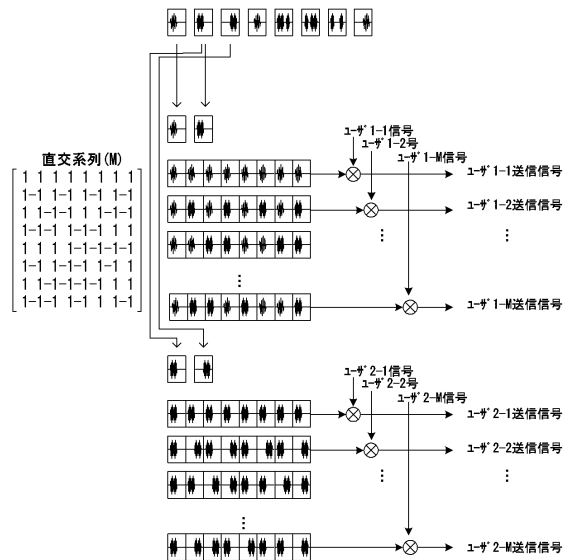 直交系列(M)
1 1 1 1 1 1 1 1
1-1 1-1 1-1 1-1
1 1-1-1 1 1-1-1
1-1-1 1 1-1-1 1
1 1 1 1-1-1-1-1
1-1 1-1-1 1-1 1
1 1-1-1-1-1 1 1
1-1-1 1-1 1 1-1
ユーザ1-1信号
ユーザ1-2号
ユーザ1-M信号
ユーザ1-1送信信号
ユーザ1-2送信信号
⋮
⋮
…
ユーザ1-M送信信号
ユーザ2-1信号
ユーザ2-2号
ユーザ2-M信号
ユーザ2-1送信信号
ユーザ2-2送信信号
⋮
⋮
…
ユーザ2-M送信信号